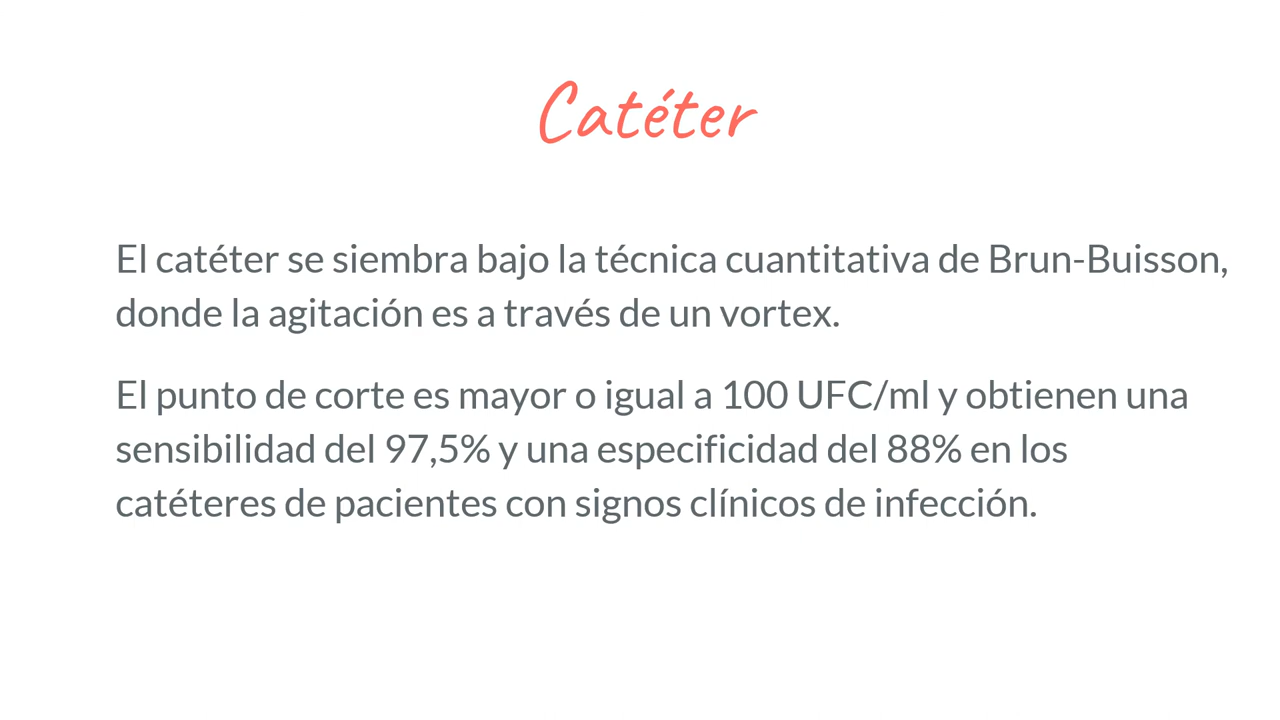 Catéter
El catéter se siembra bajo la técnica cuantitativa de Brun-Buisson,
donde la agitación es a través de un vortex.
El punto de corte es mayor o igual a 100 UFC/ml y obtienen una
sensibilidad del 97,5% y una especificidad del 88% en los
catéteres de pacientes con signos clínicos de infección.